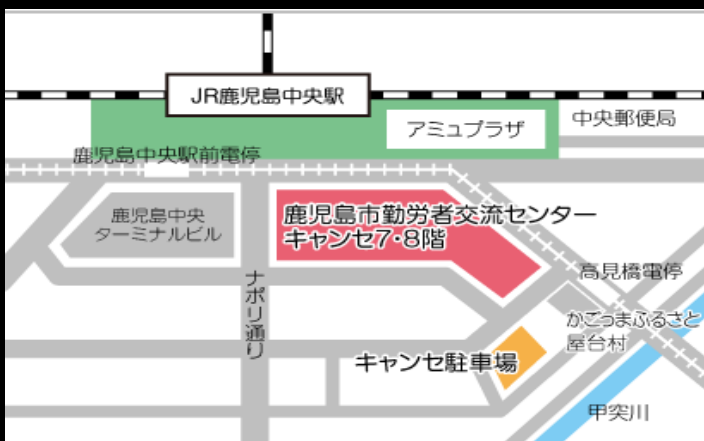 JR鹿児島中央駅
アミュプラザ
中央郵便局
鹿児島中央駅前電停
鹿児島中央
ターミナルビル
鹿児島市勤労者交流センター
キャンセ7・8階
高見橋電停
ナポリ通り
かごっまふるさと
屋台村
キャンセ駐車場
甲突川